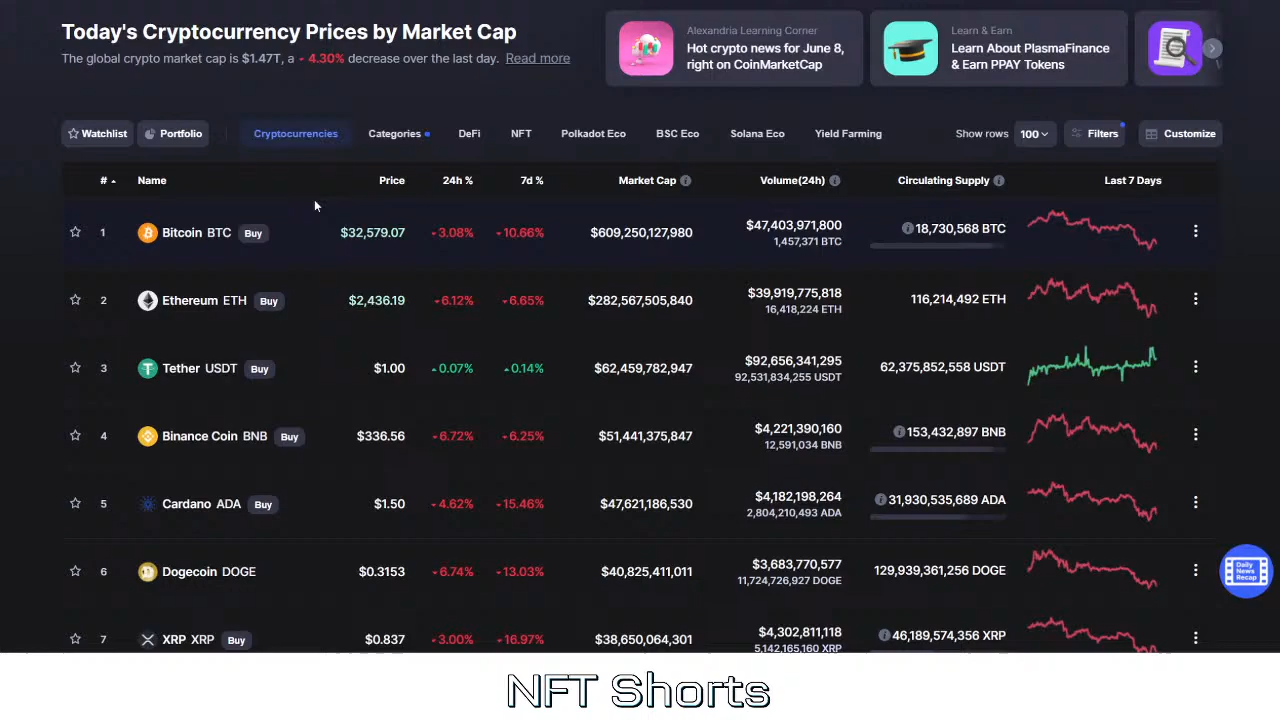 Today's Cryptocurrency Prices by Market Cap
The global crypto market cap is $1.47T, a 4.30% decrease over the last day. Read more
Alexandria Learning Corner
Hot crypto news for June 8,
right on CoinMarketCap
Learn & Earn
Learn About PlasmaFinance
& Earn PPAY Tokens
Watchlist Portfolio Cryptocurrencies Categories DeFi NFT Polkadot Eco BSC Eco Solana Eco Yield Farming Show rows 100 Filters Customize
# Name Price 24h % 7d % Market Cap Volume(24h) Circulating Supply Last 7 Days
1 Bitcoin BTC Buy $32,579.07 3.08% 10.66% $609,250,127,980 $47,403,971,800 18,730,568 BTC
1,457,371 BTC
2 Ethereum ETH Buy $2,436.19 6.12% 6.65% $282,567,505,840 $39,919,775,818 116,214,492 ETH
16,418,224 ETH
3 Tether USDT Buy $1.00 0.07% 0.14% $62,459,782,947 $92,656,341,295 62,375,852,558 USDT
92,531,834,255 USDT
4 Binance Coin BNB Buy $336.56 6.72% 6.25% $51,441,375,847 $4,221,390,160 153,432,897 BNB
12,591,034 BNB
5 Cardano ADA Buy $1.50 4.62% 15.46% $47,621,186,530 $4,182,198,264 31,930,535,689 ADA
2,804,210,493 ADA
6 Dogecoin DOGE $0.3153 6.74% 13.03% $40,825,411,011 $3,683,770,577 129,939,361,256 DOGE
11,724,726,927 DOGE
Daily
News
Recap
7 XRP XRP Buy $0.837 3.00% 16.97% $38,650,064,301 $4,302,811,118 46,189,574,356 XRP
5,142,165,160 XRP
NFT Shorts